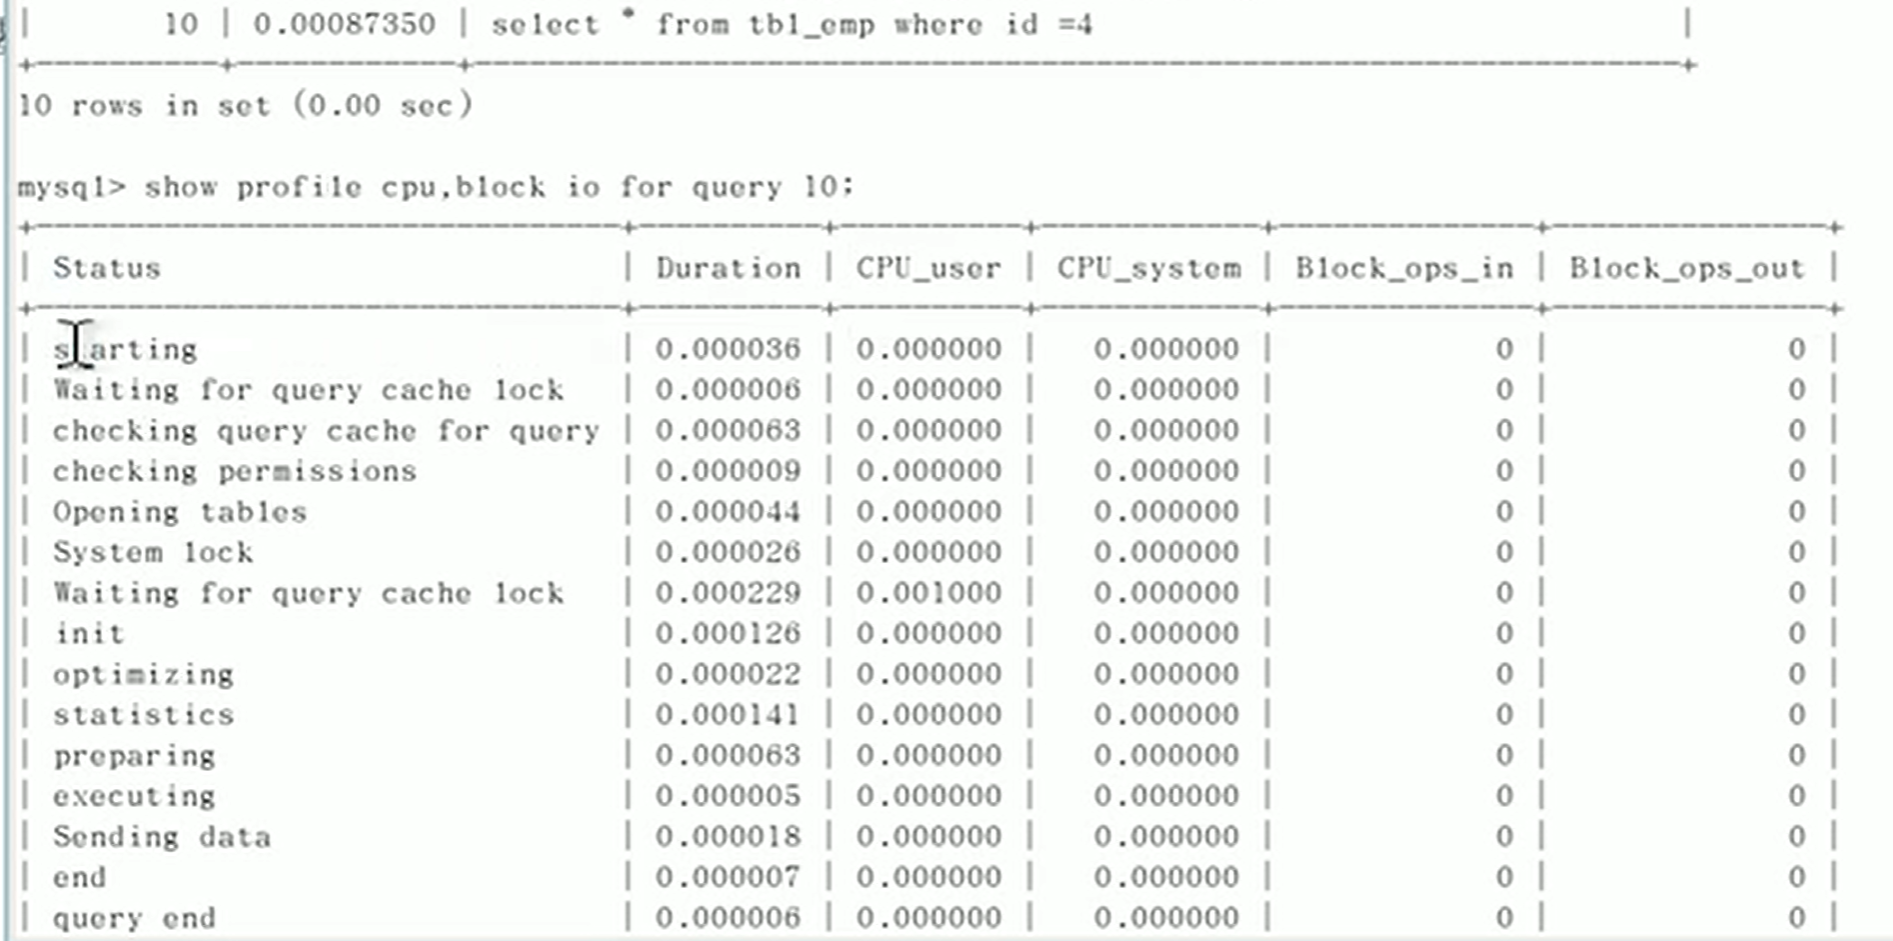 | 10 | 0.00087350 | select * from tbl_emp where id =4 |
10 rows in set (0.00 sec)
mysql> show profile cpu,block io for query 10;
| Status | Duration | CPU_user | CPU_system | Block_ops_in | Block_ops_out |
| starting | 0.000036 | 0.000000 | 0.000000 | 0 | 0 |
| Waiting for query cache lock | 0.000006 | 0.000000 | 0.000000 | 0 | 0 |
| checking query cache for query | 0.000063 | 0.000000 | 0.000000 | 0 | 0 |
| checking permissions | 0.000009 | 0.000000 | 0.000000 | 0 | 0 |
| Opening tables | 0.000044 | 0.000000 | 0.000000 | 0 | 0 |
| System lock | 0.000026 | 0.000000 | 0.000000 | 0 | 0 |
| Waiting for query cache lock | 0.000229 | 0.001000 | 0.000000 | 0 | 0 |
| init | 0.000126 | 0.000000 | 0.000000 | 0 | 0 |
| optimizing | 0.000022 | 0.000000 | 0.000000 | 0 | 0 |
| statistics | 0.000141 | 0.000000 | 0.000000 | 0 | 0 |
| preparing | 0.000063 | 0.000000 | 0.000000 | 0 | 0 |
| executing | 0.000005 | 0.000000 | 0.000000 | 0 | 0 |
| Sending data | 0.000018 | 0.000000 | 0.000000 | 0 | 0 |
| end | 0.000007 | 0.000000 | 0.000000 | 0 | 0 |
| query end | 0.000006 | 0.000000 | 0.000000 | 0 | 0 |